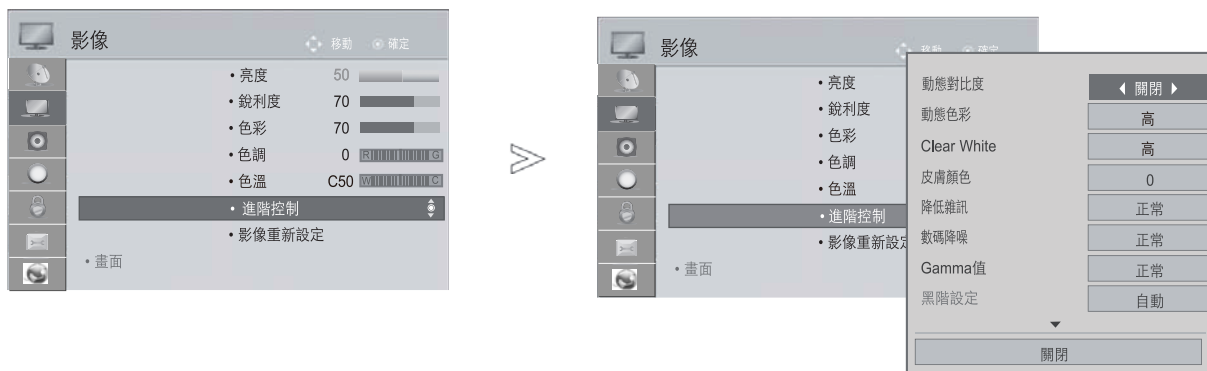 影像
移動 確定
• 亮度 50
• 銳利度 70
• 色彩 70
• 色調 0 R G
• 色溫 C50 W C
• 進階控制
• 影像重新設定
• 畫面
影像
移動 確定
• 亮度
• 銳利度
• 色彩
• 色調
• 色溫
• 進階控制
• 影像重新設定
• 畫面
動態對比度 關閉
動態色彩 高
Clear White 高
皮膚顏色 0
降低雜訊 正常
數碼降噪 正常
Gamma值 正常
黑階設定 自動
關閉